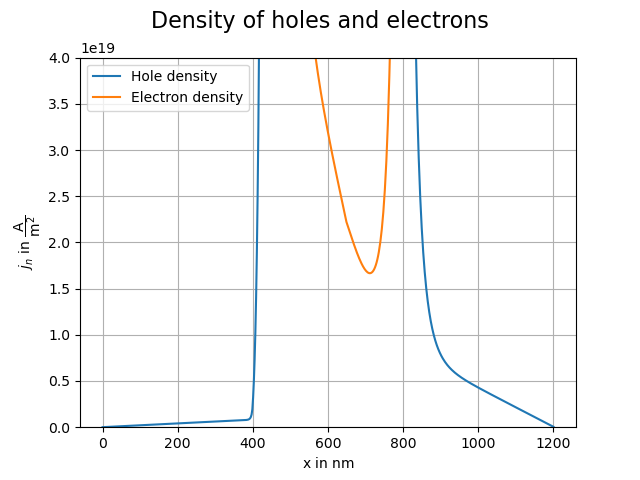 Density of holes and electrons
1e19
Hole density
Electron density
4.0
3.5
3.0
2.5
2.0
1.5
1.0
0.5
0.0
j_n in A/m²
0 200 400 600 800 1000 1200
x in nm